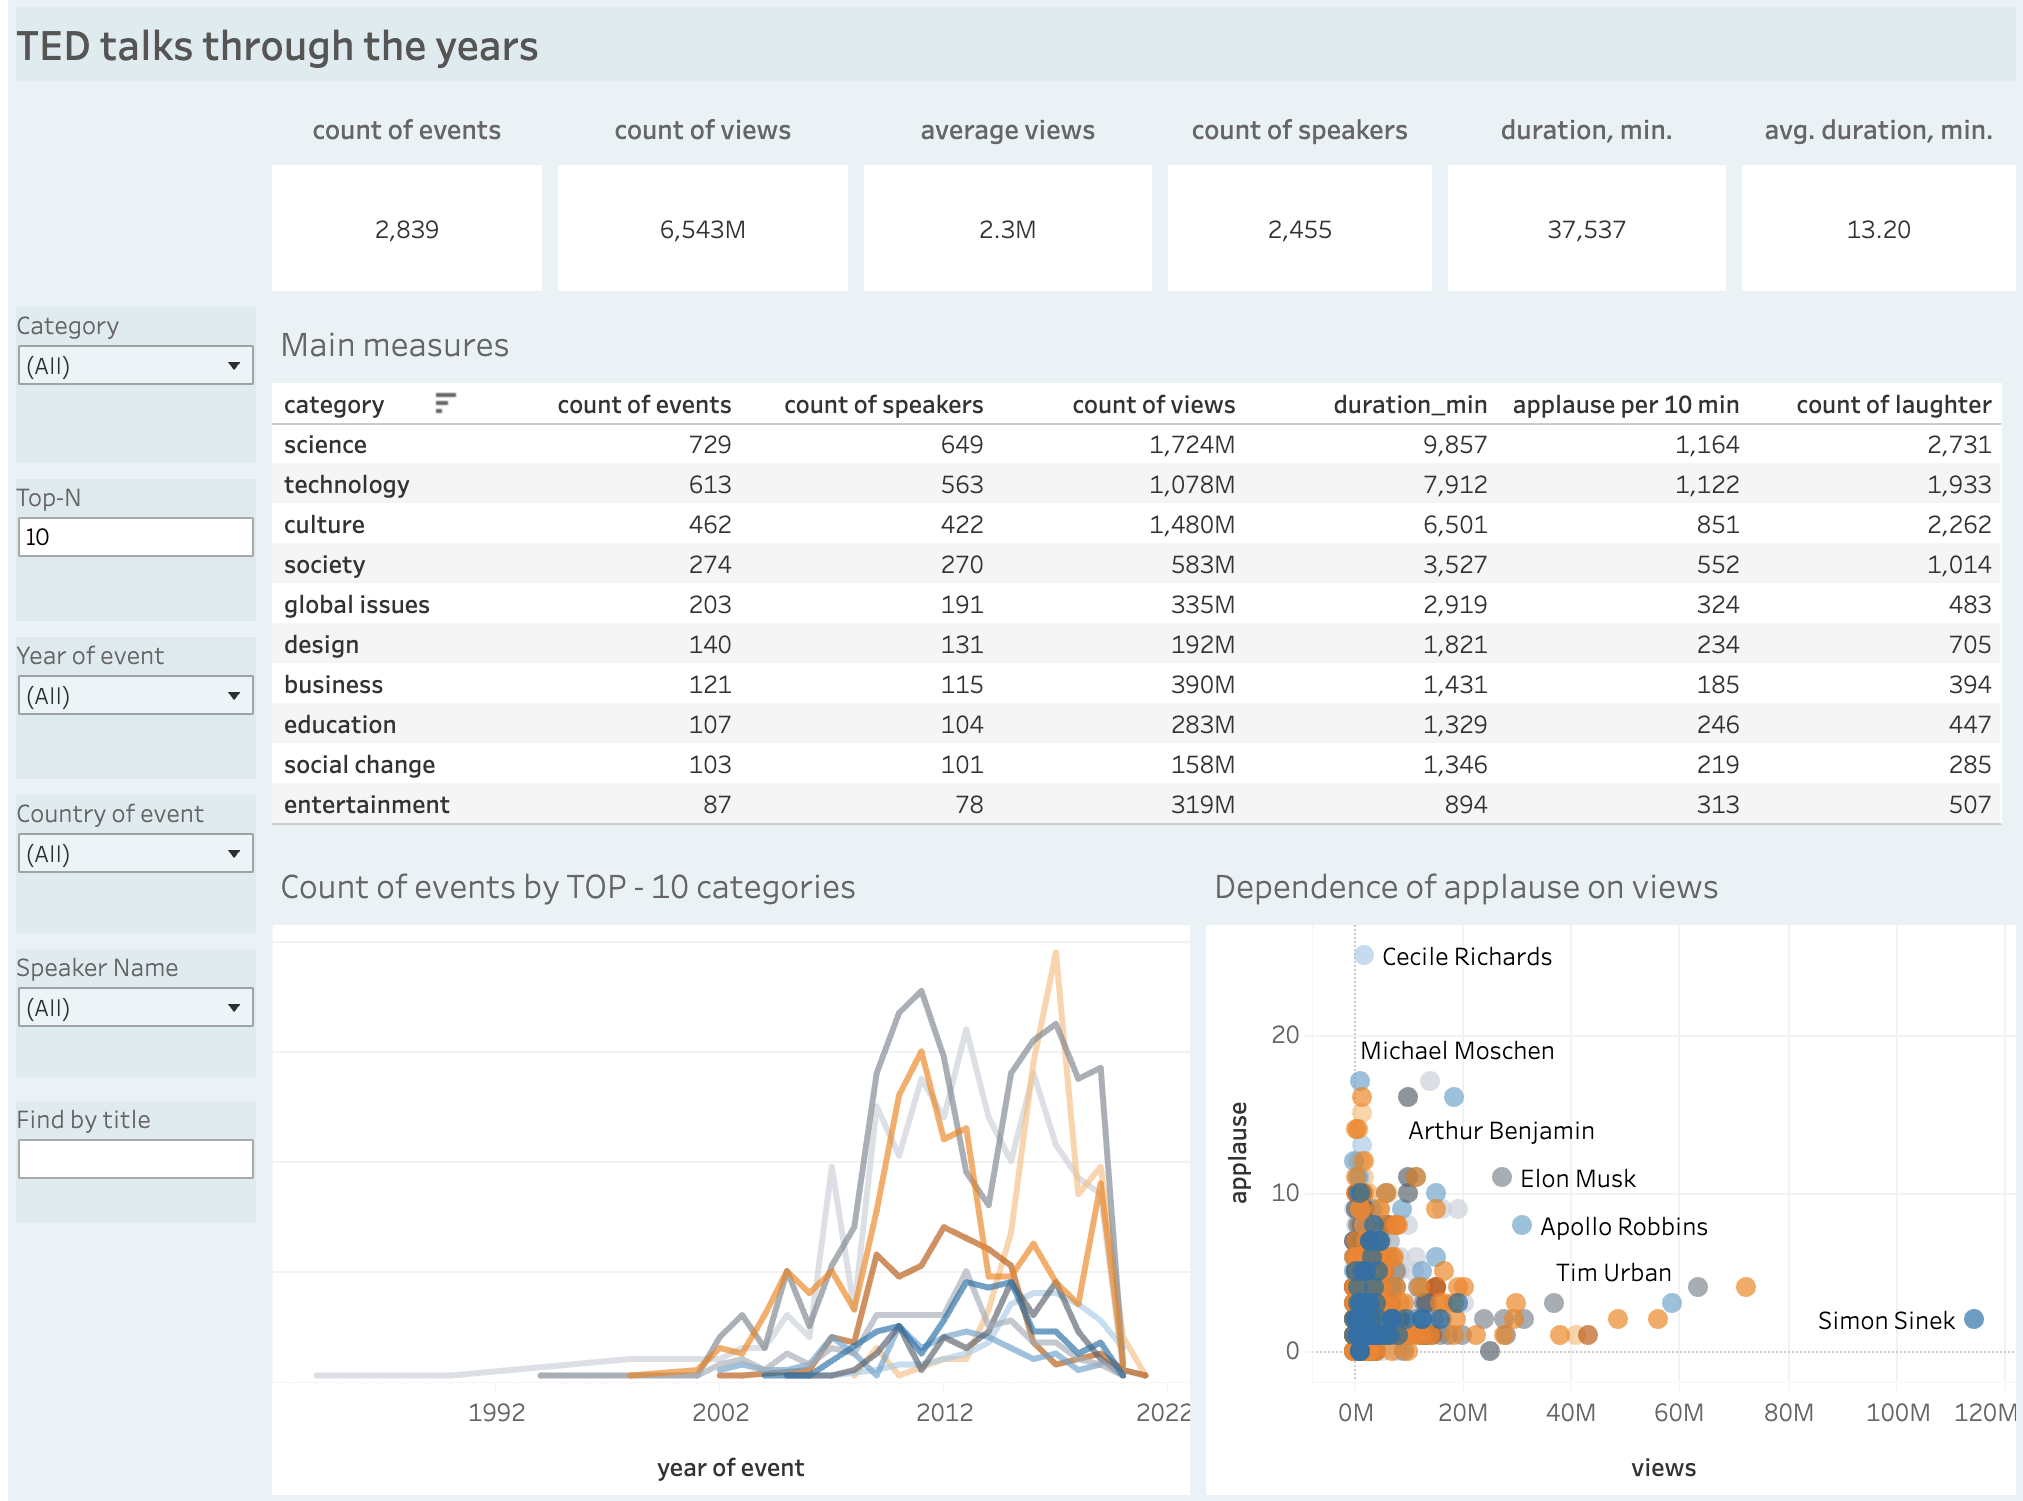 TED talks through the years
count of events count of views average views count of speakers duration, min. avg. duration, min.
2,839 6,543M 2.3M 2,455 37,537 13.20
Category
(All)
Top-N
10
Year of event
(All)
Country of event
(All)
Speaker Name
(All)
Find by title
Main measures
category count of events count of speakers count of views duration_min applause per 10 min count of laughter
science 729 649 1,724M 9,857 1,164 2,731
technology 613 563 1,078M 7,912 1,122 1,933
culture 462 422 1,480M 6,501 851 2,262
society 274 270 583M 3,527 552 1,014
global issues 203 191 335M 2,919 324 483
design 140 131 192M 1,821 234 705
business 121 115 390M 1,431 185 394
education 107 104 283M 1,329 246 447
social change 103 101 158M 1,346 219 285
entertainment 87 78 319M 894 313 507
Count of events by TOP - 10 categories
1992 2002 2012 2022
year of event
Dependence of applause on views
Cecile Richards
20
Michael Moschen
applause
Arthur Benjamin
Elon Musk
10
Apollo Robbins
Tim Urban
Simon Sinek
0
0M 20M 40M 60M 80M 100M 120M
views